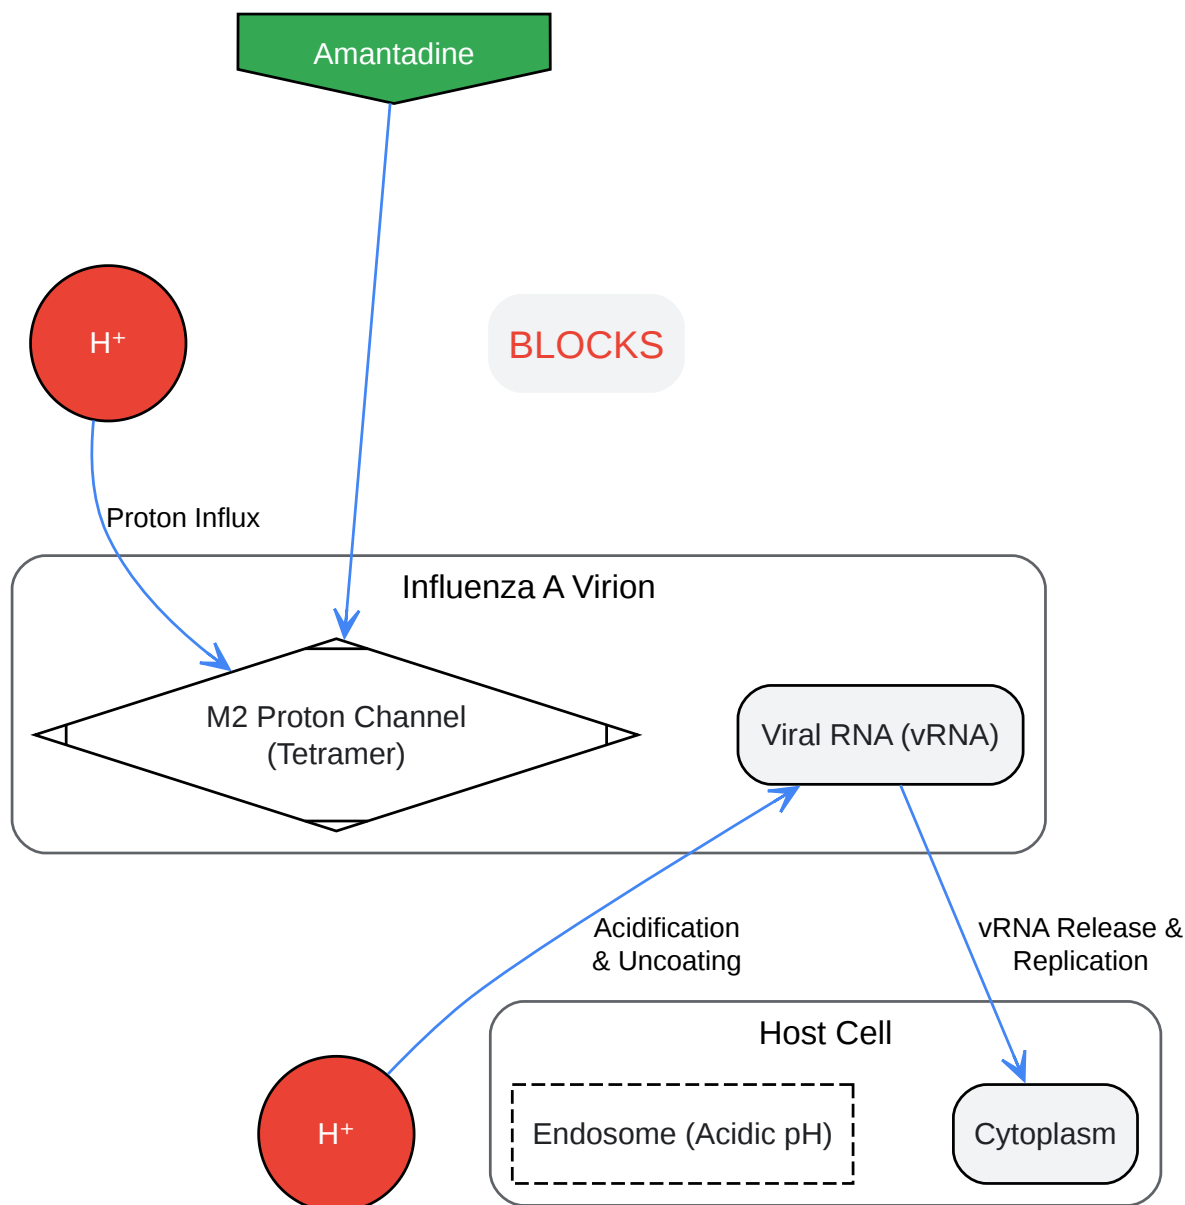 Amantadine
H⁺
BLOCKS
Proton Influx
Influenza A Virion
M2 Proton Channel
(Tetramer)
Viral RNA (vRNA)
Acidification
& Uncoating
vRNA Release &
Replication
Host Cell
H⁺
Endosome (Acidic pH)
Cytoplasm